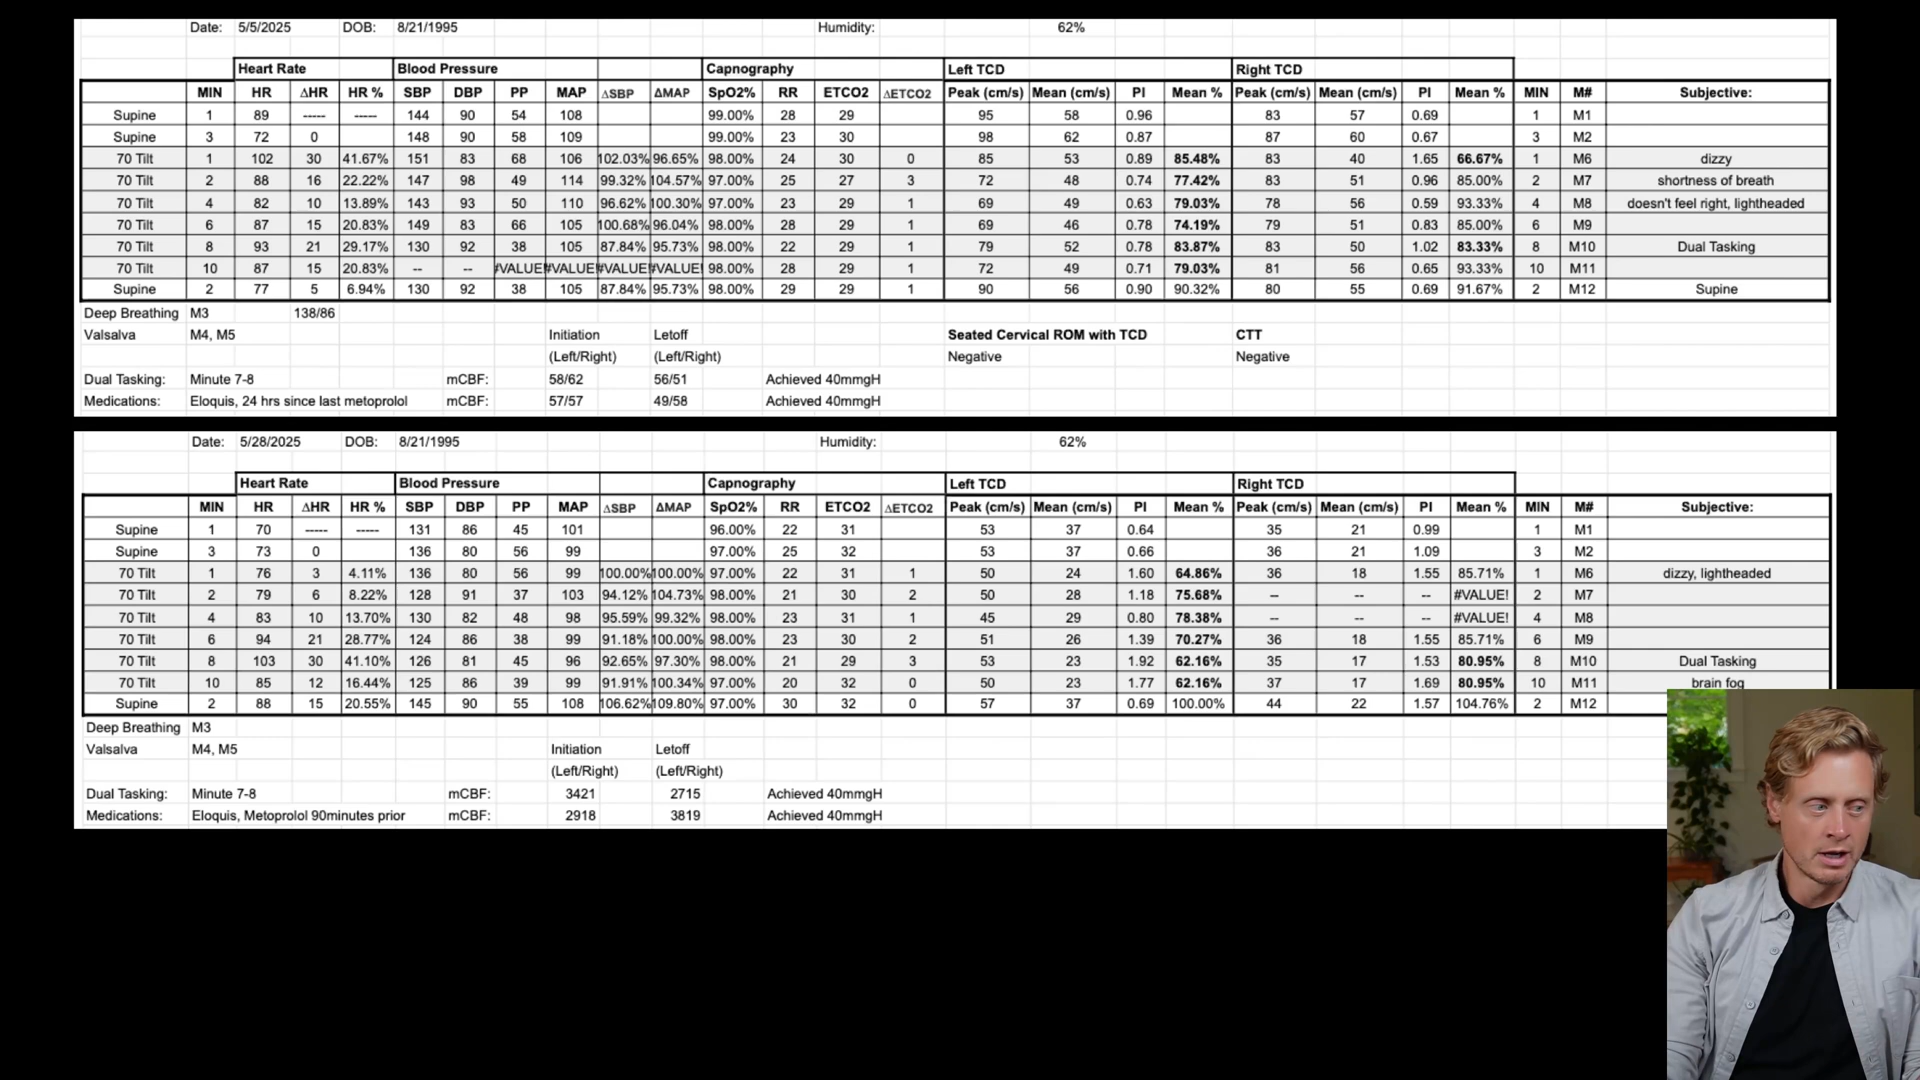 Date: 5/5/2025 DOB: 8/21/1995 Humidity: 62%
Heart Rate Blood Pressure Capnography Left TCD Right TCD
MIN HR ΔHR HR % SBP DBP PP MAP ΔSBP ΔMAP SpO2% RR ETCO2 ΔETCO2 Peak (cm/s) Mean (cm/s) PI Mean % Peak (cm/s) Mean (cm/s) PI Mean % MIN M# Subjective:
Supine 1 89 ----- ----- 144 90 54 108 99.00% 28 29 95 58 0.96 83 57 0.69 1 M1
Supine 3 72 0 148 90 58 109 99.00% 23 30 98 62 0.87 87 60 0.67 3 M2
70 Tilt 1 102 30 41.67% 151 83 68 106 102.03% 96.65% 98.00% 24 30 0 85 53 0.89 85.48% 83 40 1.65 66.67% 1 M6 dizzy
70 Tilt 2 88 16 22.22% 147 98 49 114 99.32% 104.57% 97.00% 25 27 3 72 48 0.74 77.42% 83 51 0.96 85.00% 2 M7 shortness of breath
70 Tilt 4 82 10 13.89% 143 93 50 110 96.62% 100.30% 97.00% 23 29 1 69 49 0.63 79.03% 78 56 0.59 93.33% 4 M8 doesn't feel right, lightheaded
70 Tilt 6 87 15 20.83% 149 83 66 105 100.68% 96.04% 98.00% 28 29 1 69 46 0.78 74.19% 79 51 0.83 85.00% 6 M9
70 Tilt 8 93 21 29.17% 130 92 38 105 87.84% 95.73% 98.00% 22 29 1 79 52 0.78 83.87% 83 50 1.02 83.33% 8 M10 Dual Tasking
70 Tilt 10 87 15 20.83% -- -- #VALUE! #VALUE! #VALUE! #VALUE! 98.00% 28 29 1 72 49 0.71 79.03% 81 56 0.65 93.33% 10 M11
Supine 2 77 5 6.94% 130 92 38 105 87.84% 95.73% 98.00% 29 29 1 90 56 0.90 90.32% 80 55 0.69 91.67% 2 M12 Supine
Deep Breathing M3 138/86
Valsalva M4, M5 Initiation Letoff Seated Cervical ROM with TCD CTT
(Left/Right) (Left/Right) Negative Negative
Dual Tasking: Minute 7-8 mCBF: 58/62 56/51 Achieved 40mmgH
Medications: Eloquis, 24 hrs since last metoprolol mCBF: 57/57 49/58 Achieved 40mmgH
Date: 5/28/2025 DOB: 8/21/1995 Humidity: 62%
Heart Rate Blood Pressure Capnography Left TCD Right TCD
MIN HR ΔHR HR % SBP DBP PP MAP ΔSBP ΔMAP SpO2% RR ETCO2 ΔETCO2 Peak (cm/s) Mean (cm/s) PI Mean % Peak (cm/s) Mean (cm/s) PI Mean % MIN M# Subjective:
Supine 1 70 ----- ----- 131 86 45 101 96.00% 22 31 53 37 0.64 35 21 0.99 1 M1
Supine 3 73 0 136 80 56 99 97.00% 25 32 53 37 0.66 36 21 1.09 3 M2
70 Tilt 1 76 3 4.11% 136 80 56 99 100.00% 100.00% 97.00% 22 31 1 50 24 1.60 64.86% 36 18 1.55 85.71% 1 M6 dizzy, lightheaded
70 Tilt 2 79 6 8.22% 128 91 37 103 94.12% 104.73% 98.00% 21 30 2 50 28 1.18 75.68% -- -- -- #VALUE! 2 M7
70 Tilt 4 83 10 13.70% 130 82 48 98 95.59% 99.32% 98.00% 23 31 1 45 29 0.80 78.38% -- -- -- #VALUE! 4 M8
70 Tilt 6 94 21 28.77% 124 86 38 99 91.18% 100.00% 98.00% 23 30 2 51 26 1.39 70.27% 36 18 1.55 85.71% 6 M9
70 Tilt 8 103 30 41.10% 126 81 45 96 92.65% 97.30% 98.00% 21 29 3 53 23 1.92 62.16% 35 17 1.53 80.95% 8 M10 Dual Tasking
70 Tilt 10 85 12 16.44% 125 86 39 99 91.91% 100.34% 97.00% 20 32 0 50 23 1.77 62.16% 37 17 1.69 80.95% 10 M11 brain fog
Supine 2 88 15 20.55% 145 90 55 108 106.62% 109.80% 97.00% 30 32 0 57 37 0.69 100.00% 44 22 1.57 104.76% 2 M12
Deep Breathing M3
Valsalva M4, M5 Initiation Letoff
(Left/Right) (Left/Right)
Dual Tasking: Minute 7-8 mCBF: 3421 2715 Achieved 40mmgH
Medications: Eloquis, Metoprolol 90minutes prior mCBF: 2918 3819 Achieved 40mmgH